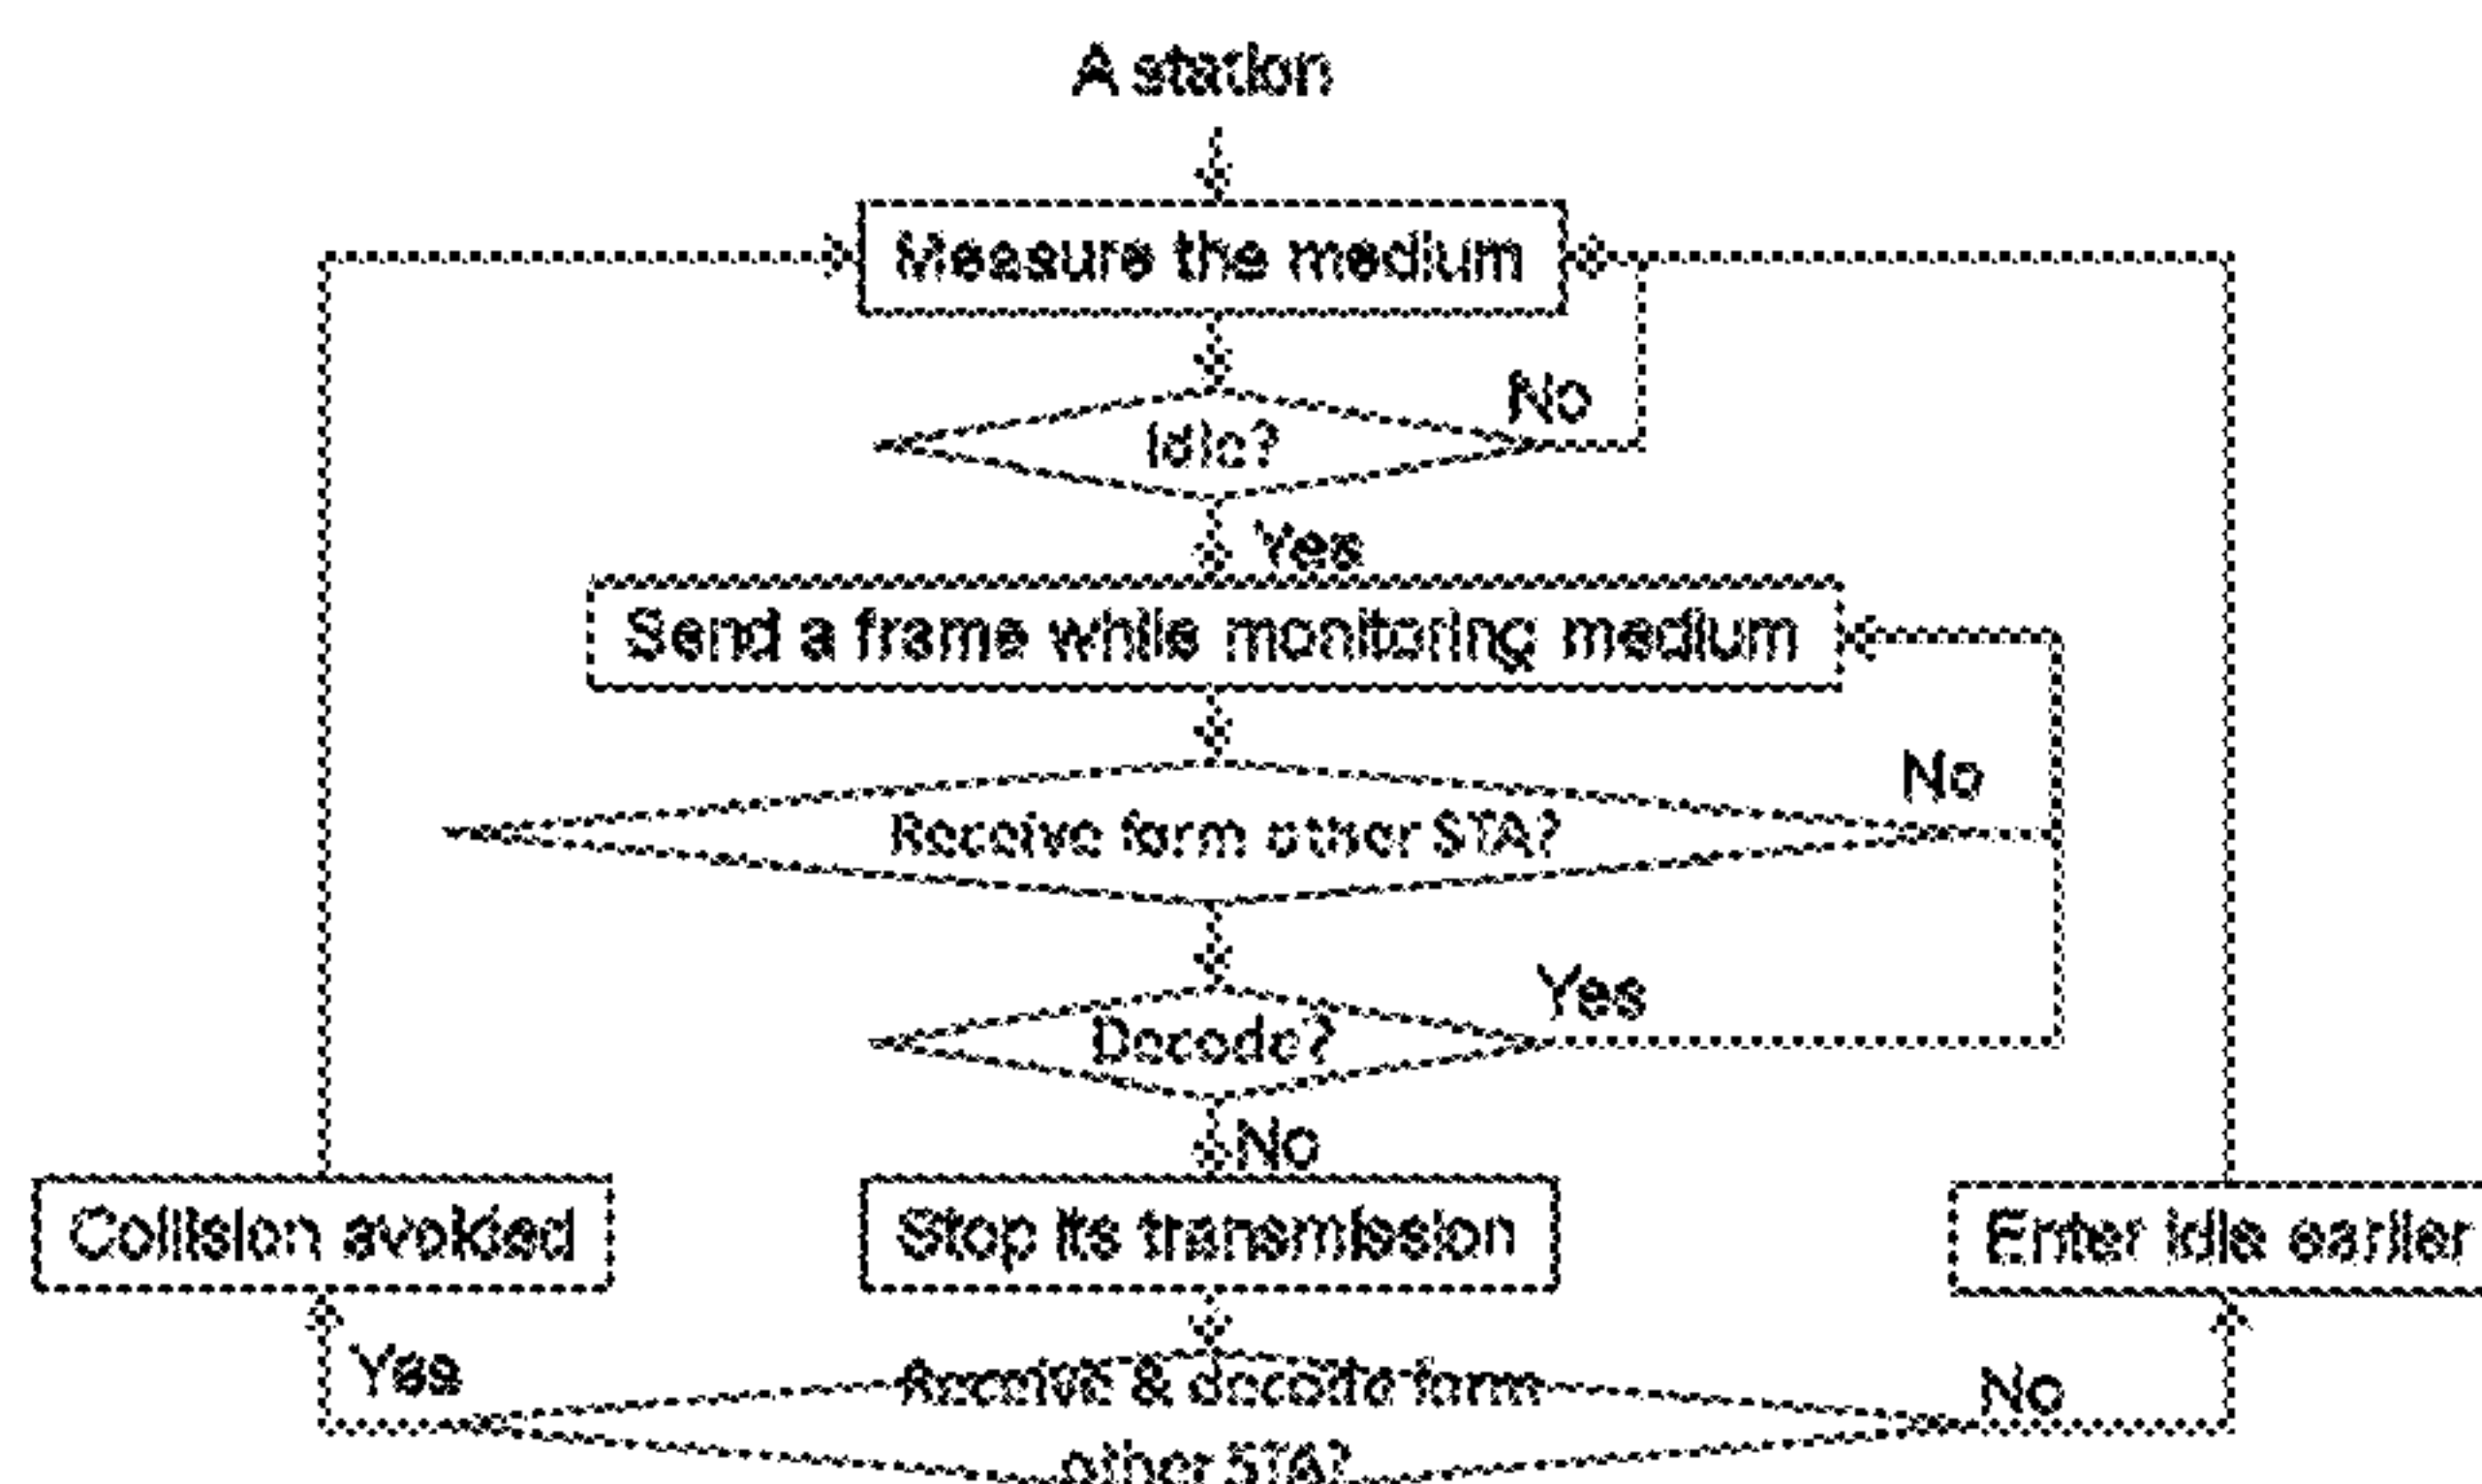 A station
Measure the medium
No
Idle?
Yes
Send a frame while monitoring medium
No
Receive form other STA?
Yes
Decode?
No
Collision avoided
Stop its transmission
Enter idle earlier
Yes
Receive & decode form
No
other STA?